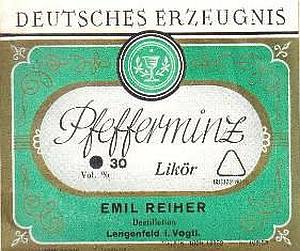 DEUTSCHES ERZEUGNIS
Pfefferminz
30
Vol. %
Likör
EMIL REIHER
Destillation
Lengenfeld i. Vogtl.